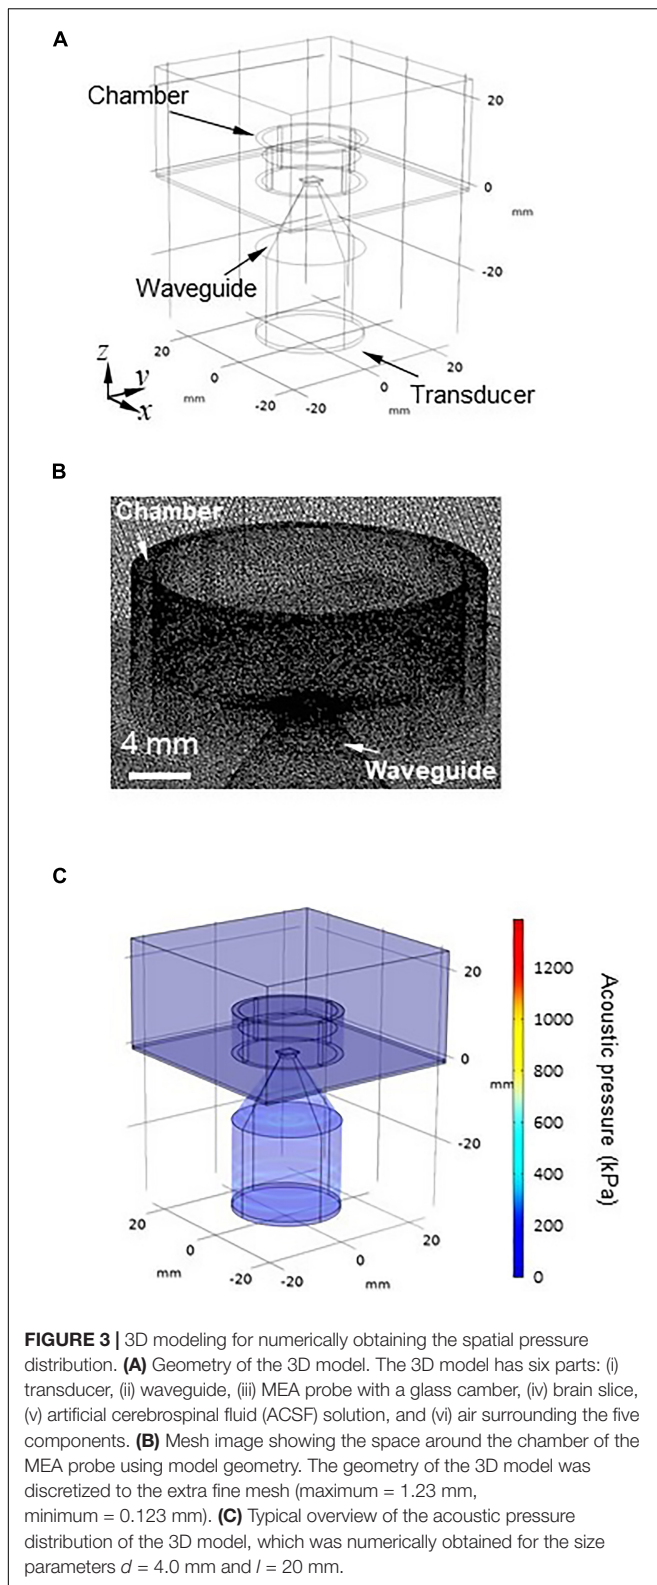 A
Chamber
20
0
mm
-20
Waveguide
z
y
x
20
0
mm
-20
-20
0
20
mm
Transducer
B
Chamber
4 mm
Waveguide
C
20
0
mm
-20
20
0
mm
-20
-20
0
20
mm
1200
1000
800
600
400
200
0
Acoustic pressure (kPa)
FIGURE 3 | 3D modeling for numerically obtaining the spatial pressure
distribution. (A) Geometry of the 3D model. The 3D model has six parts: (i)
transducer, (ii) waveguide, (iii) MEA probe with a glass camber, (iv) brain slice,
(v) artificial cerebrospinal fluid (ACSF) solution, and (vi) air surrounding the five
components. (B) Mesh image showing the space around the chamber of the
MEA probe using model geometry. The geometry of the 3D model was
discretized to the extra fine mesh (maximum = 1.23 mm,
minimum = 0.123 mm). (C) Typical overview of the acoustic pressure
distribution of the 3D model, which was numerically obtained for the size
parameters d = 4.0 mm and l = 20 mm.